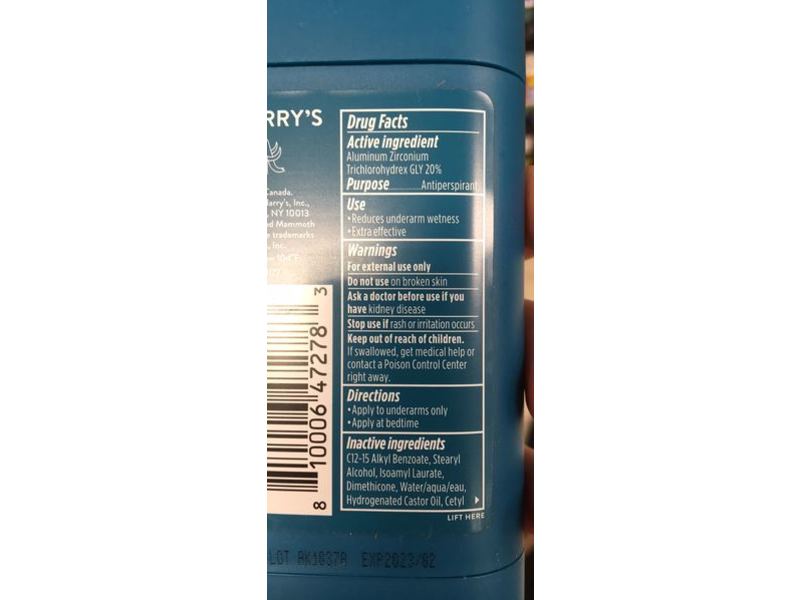 RRY'S
Canada.
Harry's, Inc.,
, NY 10013
d Mammoth
trademarks
, Inc.
Drug Facts
Active ingredient
Aluminum Zirconium
Trichlorohydrex GLY 20%
Purpose Antiperspirant
Use
•Reduces underarm wetness
•Extra effective
Warnings
For external use only
Do not use on broken skin
Ask a doctor before use if you
have kidney disease
Stop use if rash or irritation occurs
Keep out of reach of children.
If swallowed, get medical help or
contact a Poison Control Center
right away.
Directions
•Apply to underarms only
•Apply at bedtime
Inactive ingredients
C12-15 Alkyl Benzoate, Stearyl
Alcohol, Isoamyl Laurate,
Dimethicone, Water/aqua/eau,
Hydrogenated Castor Oil, Cetyl
LIFT HERE
8 10006 47278 3
LOT AK1837A EXP2023/02